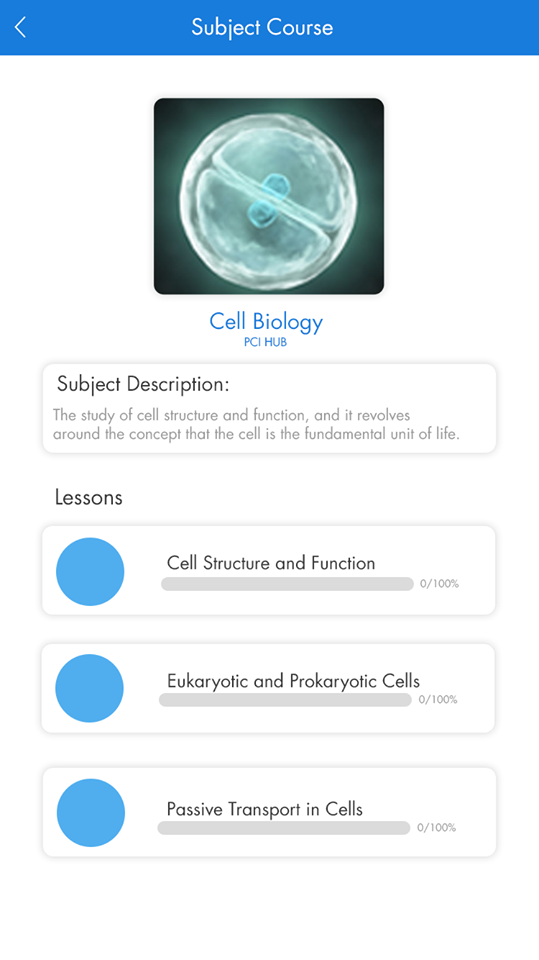 Subject Course
Cell Biology
PCI HUB
Subject Description:
The study of cell structure and function, and it revolves
around the concept that the cell is the fundamental unit of life.
Lessons
Cell Structure and Function
0/100%
Eukaryotic and Prokaryotic Cells
0/100%
Passive Transport in Cells
0/100%